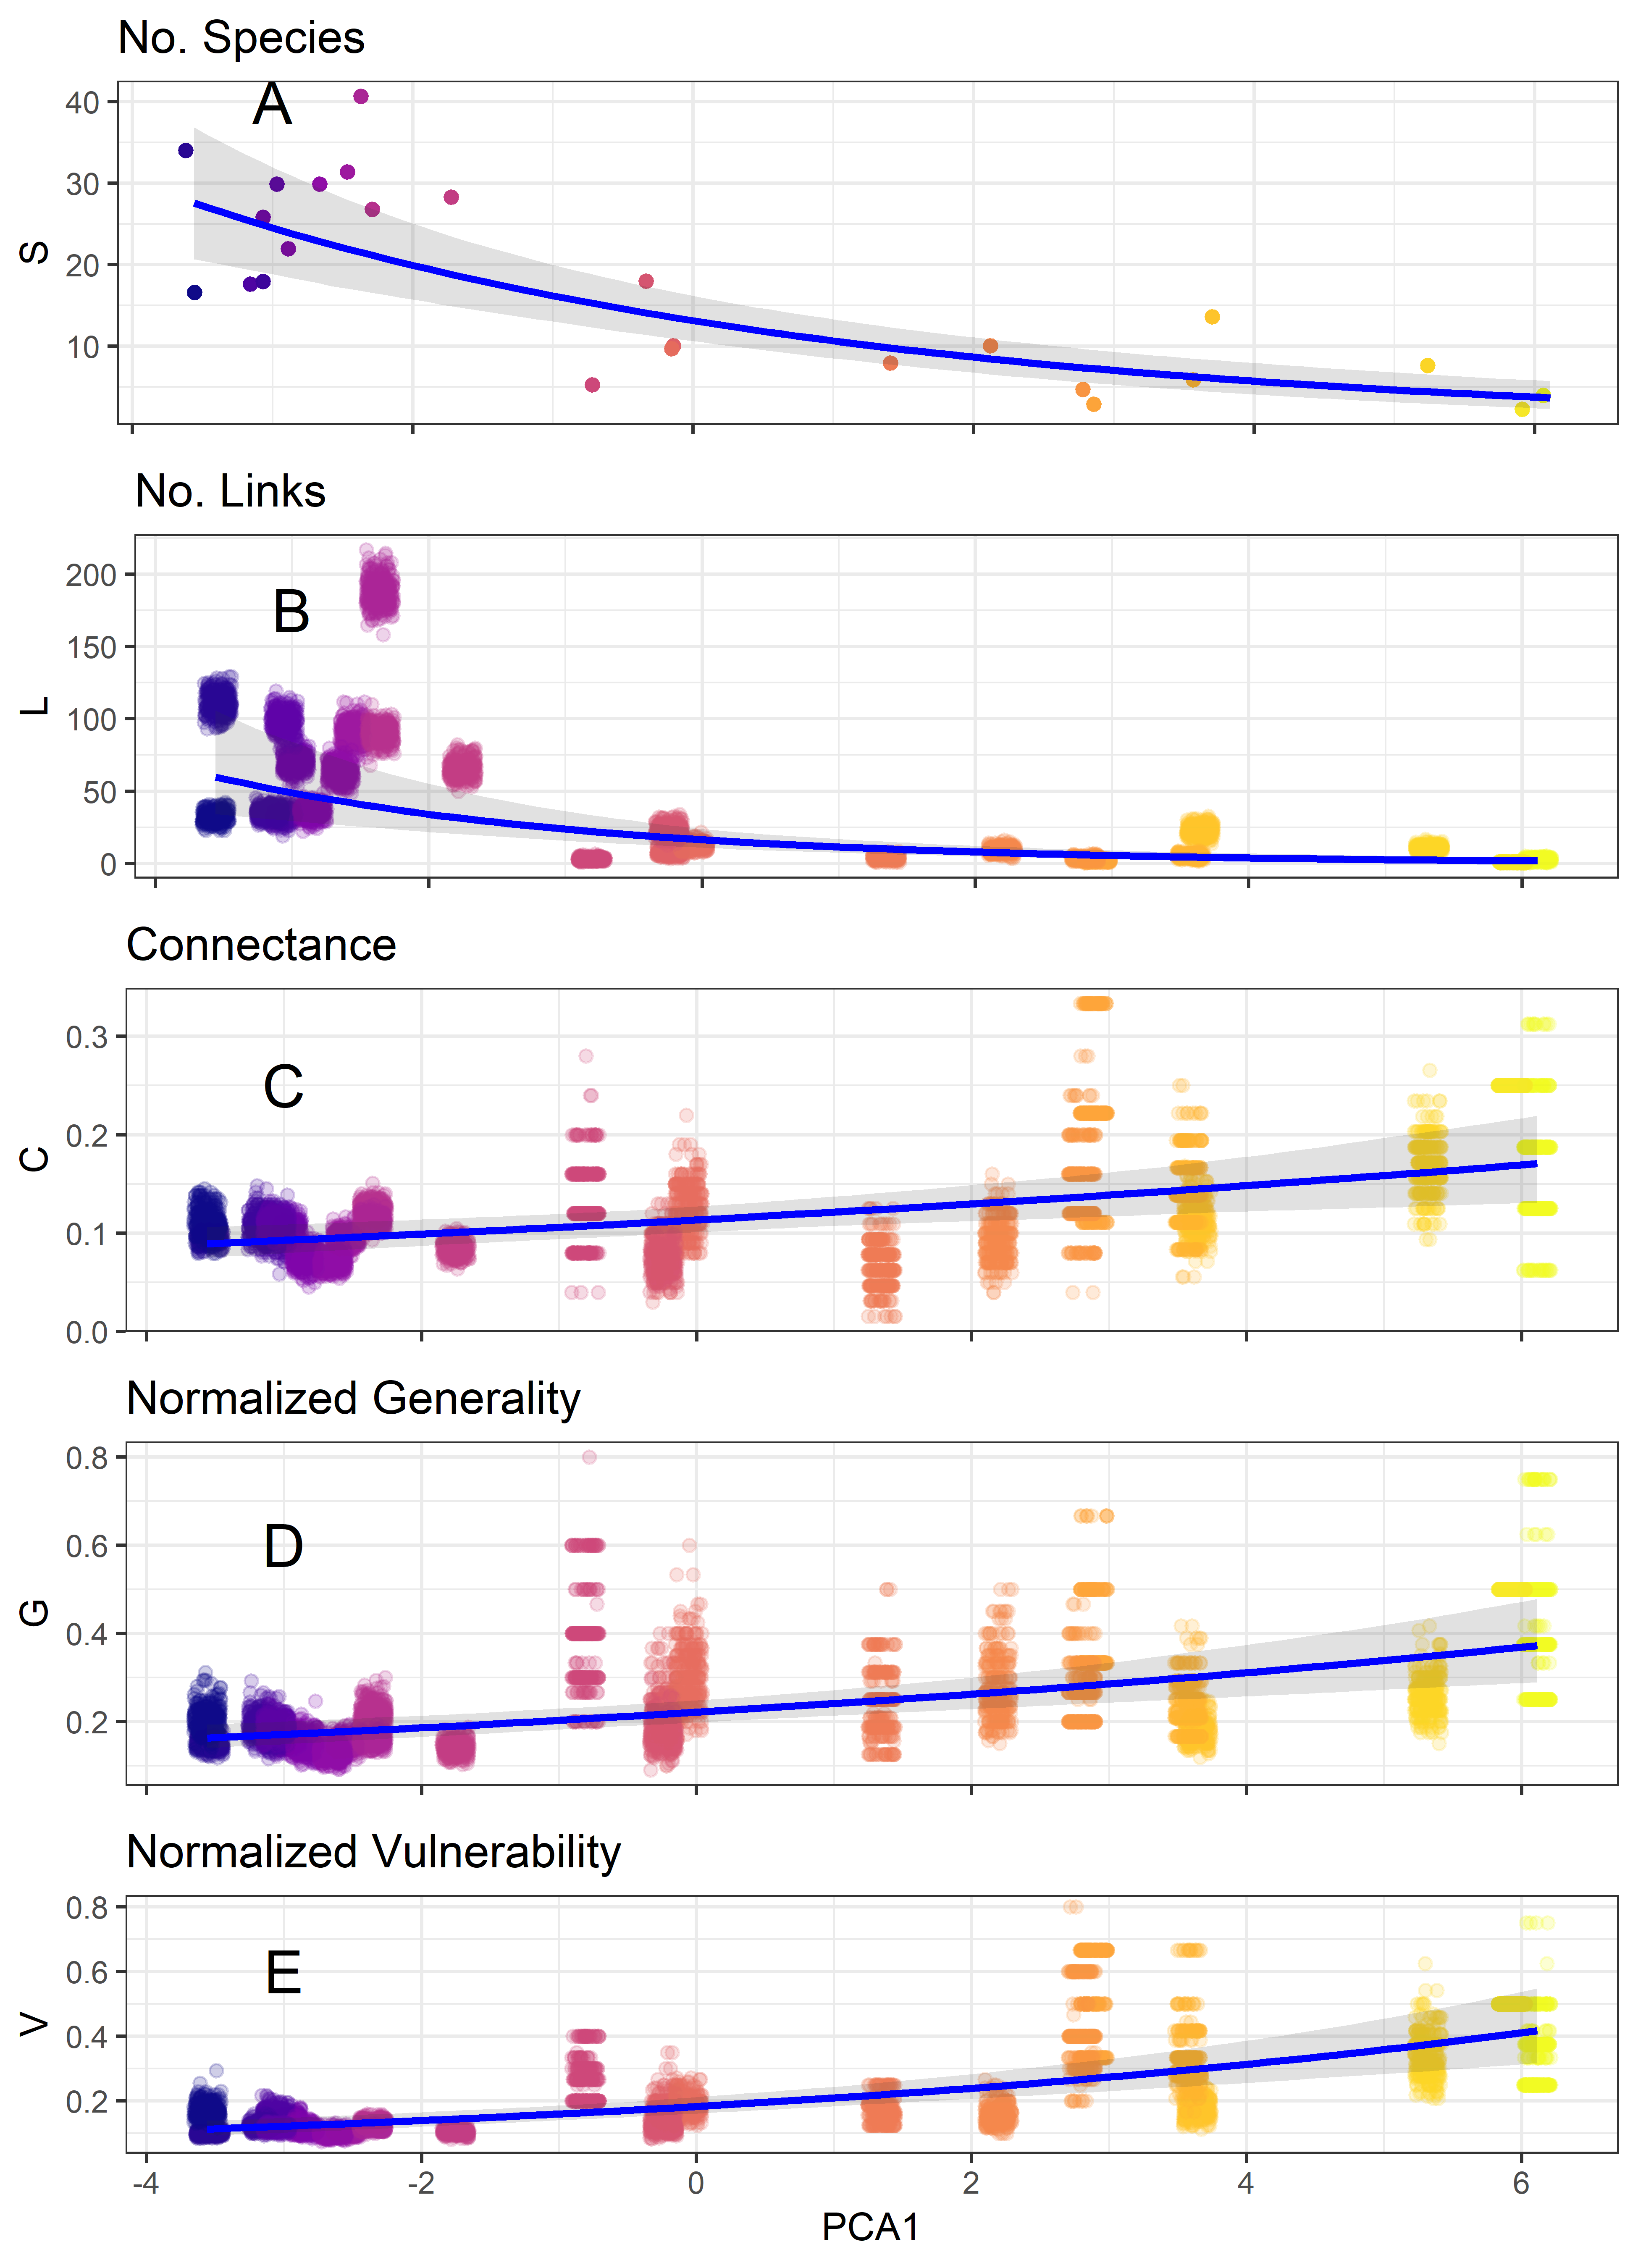 No. Species
A
40
30
20
10
S
No. Links
B
200
150
100
50
0
L
Connectance
C
0.3
0.2
0.1
0.0
C
Normalized Generality
D
0.8
0.6
0.4
0.2
G
Normalized Vulnerability
E
0.8
0.6
0.4
0.2
V
-4 -2 0 2 4 6
PCA1